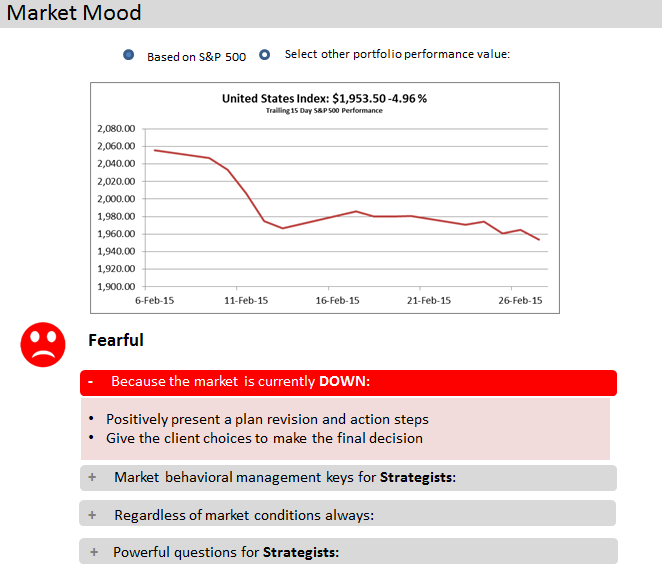 Market Mood
Based on S&P 500
Select other portfolio performance value:
United States Index: $1,953.50 -4.96%
Trailing 15 Day S&P 500 Performance
2,080.00
2,060.00
2,040.00
2,020.00
2,000.00
1,980.00
1,960.00
1,940.00
1,920.00
1,900.00
6-Feb-15 11-Feb-15 16-Feb-15 21-Feb-15 26-Feb-15
Fearful
- Because the market is currently DOWN:
• Positively present a plan revision and action steps
• Give the client choices to make the final decision
+ Market behavioral management keys for Strategists:
+ Regardless of market conditions always:
+ Powerful questions for Strategists: